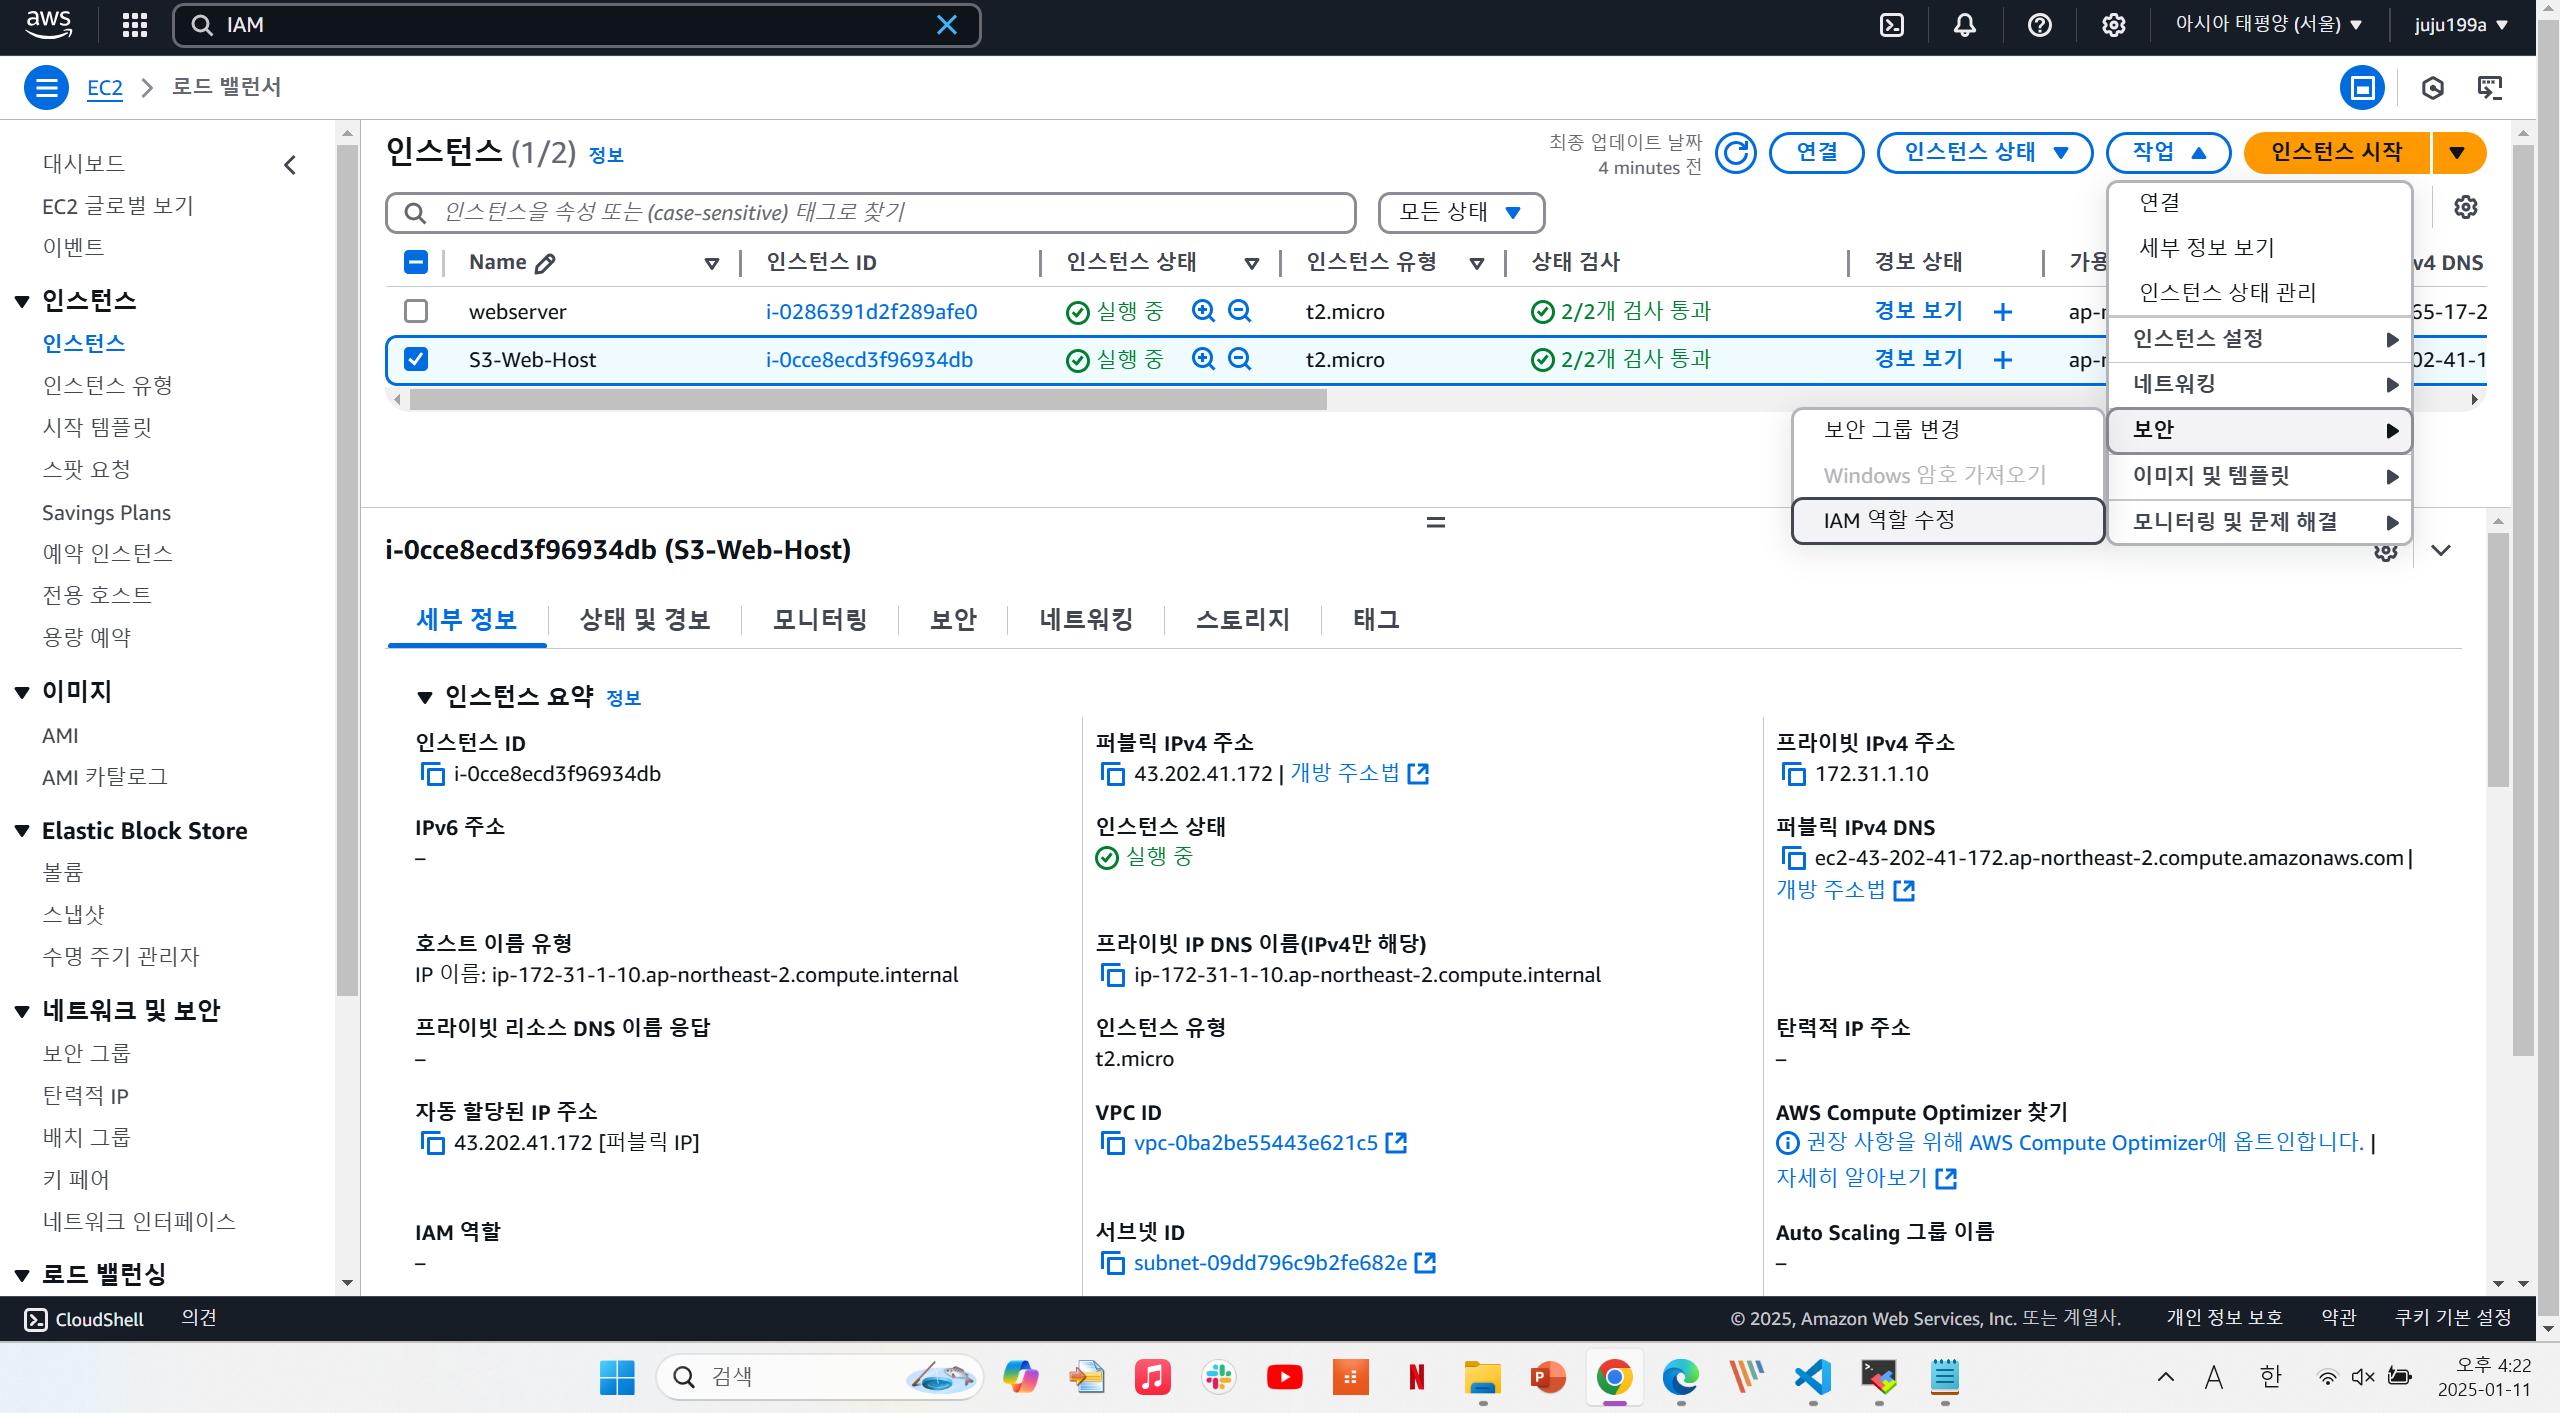 aws
IAM
아시아 태평양 (서울)
juju199a
EC2
로드 밸런서
대시보드
EC2 글로벌 보기
이벤트
인스턴스
인스턴스
인스턴스 유형
시작 템플릿
스팟 요청
Savings Plans
예약 인스턴스
전용 호스트
용량 예약
이미지
AMI
AMI 카탈로그
Elastic Block Store
볼륨
스냅샷
수명 주기 관리자
네트워크 및 보안
보안 그룹
탄력적 IP
배치 그룹
키 페어
네트워크 인터페이스
로드 밸런싱
인스턴스 (1/2) 정보
최종 업데이트 날짜
4 minutes 전
연결
인스턴스 상태
작업
인스턴스 시작
인스턴스을 속성 또는 (case-sensitive) 태그로 찾기
모든 상태
Name 인스턴스 ID 인스턴스 상태 인스턴스 유형 상태 검사 경보 상태 가용 v4 DNS
webserver i-0286391d2f289afe0 실행 중 t2.micro 2/2개 검사 통과 경보 보기 + ap-r 65-17-2
S3-Web-Host i-0cce8ecd3f96934db 실행 중 t2.micro 2/2개 검사 통과 경보 보기 + ap-r 02-41-1
연결
세부 정보 보기
인스턴스 상태 관리
인스턴스 설정
네트워킹
보안
이미지 및 템플릿
모니터링 및 문제 해결
보안 그룹 변경
Windows 암호 가져오기
IAM 역할 수정
i-0cce8ecd3f96934db (S3-Web-Host)
세부 정보
상태 및 경보
모니터링
보안
네트워킹
스토리지
태그
인스턴스 요약 정보
인스턴스 ID
i-0cce8ecd3f96934db
퍼블릭 IPv4 주소
43.202.41.172 | 개방 주소법
프라이빗 IPv4 주소
172.31.1.10
IPv6 주소
–
인스턴스 상태
실행 중
퍼블릭 IPv4 DNS
ec2-43-202-41-172.ap-northeast-2.compute.amazonaws.com |
개방 주소법
호스트 이름 유형
IP 이름: ip-172-31-1-10.ap-northeast-2.compute.internal
프라이빗 IP DNS 이름(IPv4만 해당)
ip-172-31-1-10.ap-northeast-2.compute.internal
프라이빗 리소스 DNS 이름 응답
–
인스턴스 유형
t2.micro
탄력적 IP 주소
–
자동 할당된 IP 주소
43.202.41.172 [퍼블릭 IP]
VPC ID
vpc-0ba2be55443e621c5
AWS Compute Optimizer 찾기
권장 사항을 위해 AWS Compute Optimizer에 옵트인합니다. |
자세히 알아보기
IAM 역할
–
서브넷 ID
subnet-09dd796c9b2fe682e
Auto Scaling 그룹 이름
–
CloudShell
의견
© 2025, Amazon Web Services, Inc. 또는 계열사.
개인 정보 보호
약관
쿠키 기본 설정
검색
A
한
오후 4:22
2025-01-11